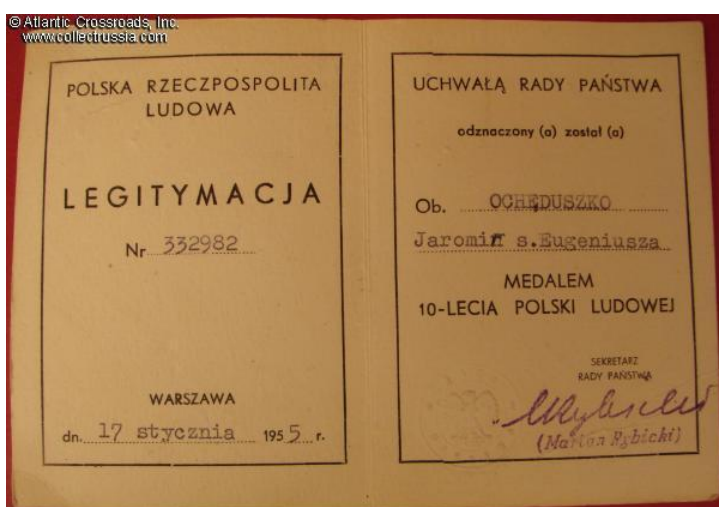 © Atlantic Crossroads, Inc.
www.collectrussia.com
POLSKA RZECZPOSPOLITA
LUDOWA
LEGITYMACJA
Nr 332982
WARSZAWA
dn. 17 stycznia 1955 r.
UCHWAŁĄ RADY PAŃSTWA
odznaczony (a) został (a)
Ob. OCHĘDUSZKO
Jaromir s.Eugeniusza
MEDALEM
10-LECIA POLSKI LUDOWEJ
SEKRETARZ
RADY PAŃSTWA
MRybicki
(Marian Rybicki)